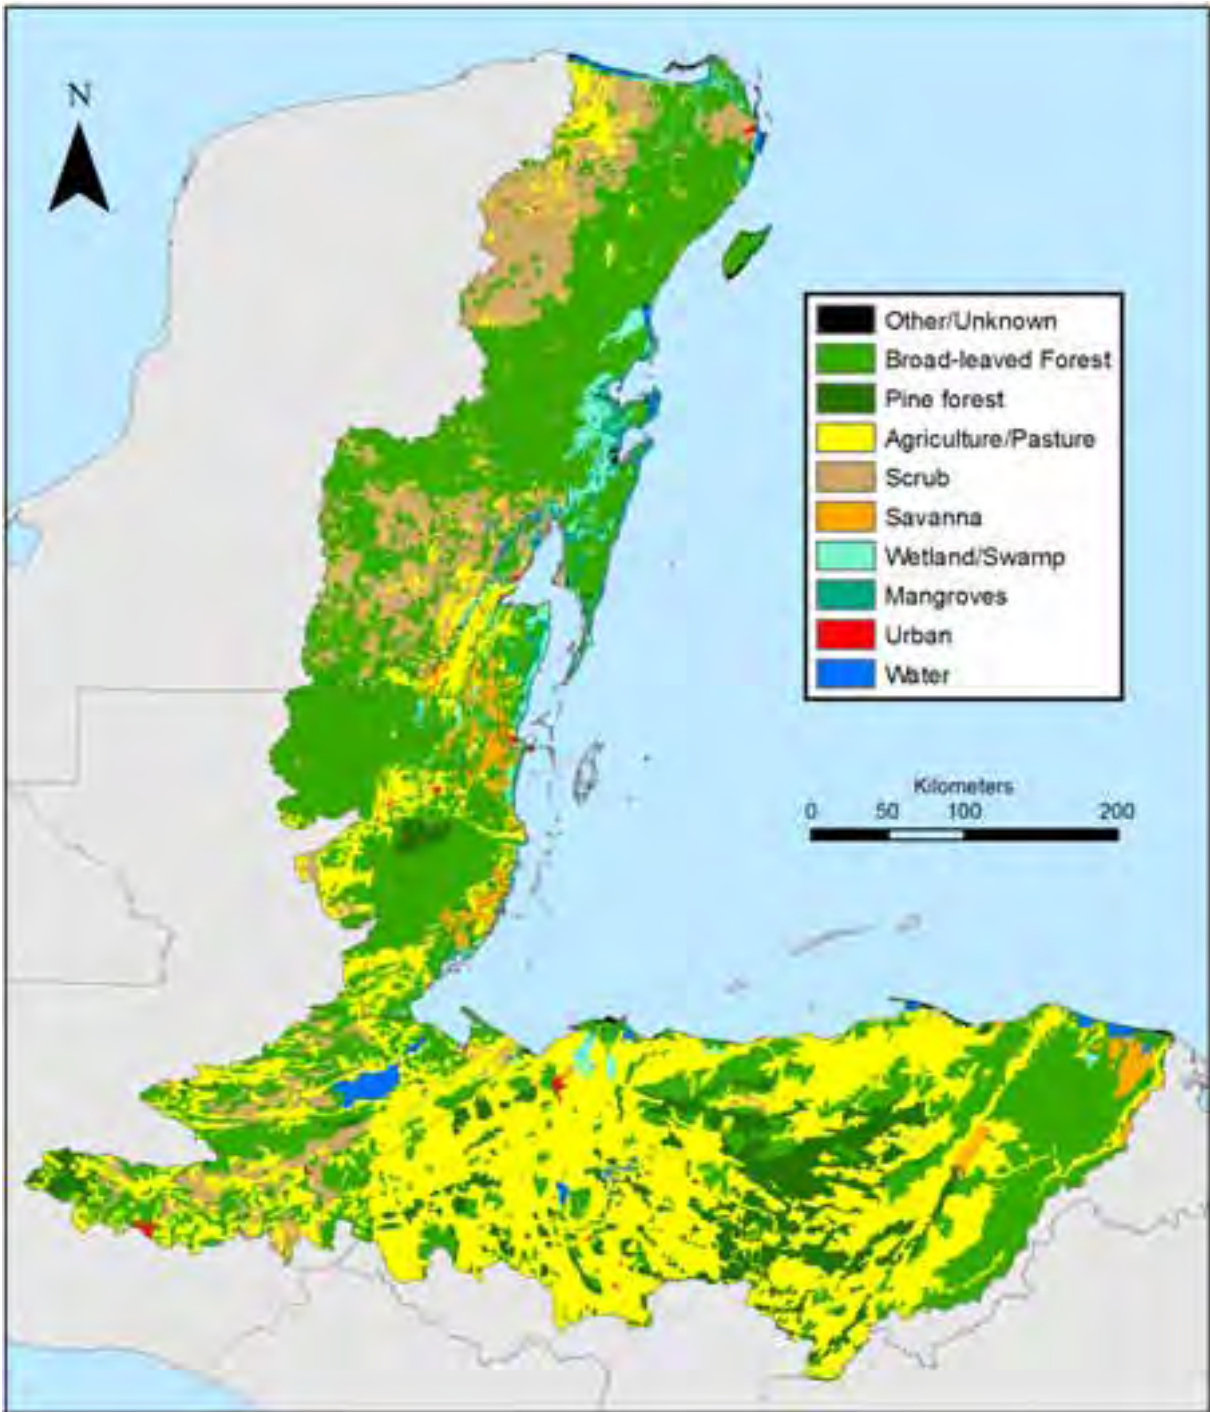 N
Other/Unknown
Broad-leaved Forest
Pine forest
Agriculture/Pasture
Scrub
Savanna
Wetland/Swamp
Mangroves
Urban
Water
Kilometers
0 50 100 200